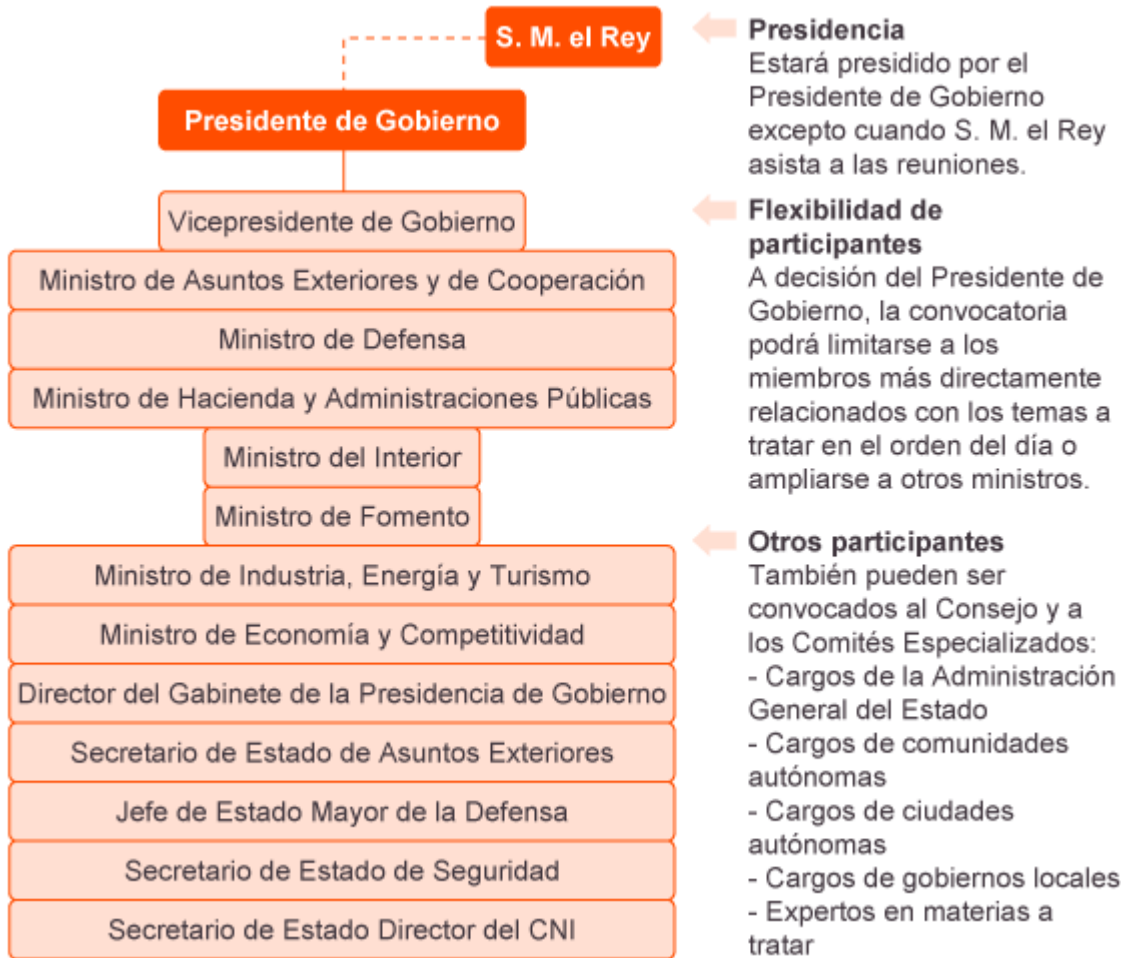 S. M. el Rey
Presidente de Gobierno
Vicepresidente de Gobierno
Ministro de Asuntos Exteriores y de Cooperación
Ministro de Defensa
Ministro de Hacienda y Administraciones Públicas
Ministro del Interior
Ministro de Fomento
Ministro de Industria, Energía y Turismo
Ministro de Economía y Competitividad
Director del Gabinete de la Presidencia de Gobierno
Secretario de Estado de Asuntos Exteriores
Jefe de Estado Mayor de la Defensa
Secretario de Estado de Seguridad
Secretario de Estado Director del CNI
Presidencia
Estará presidido por el
Presidente de Gobierno
excepto cuando S. M. el Rey
asista a las reuniones.
Flexibilidad de
participantes
A decisión del Presidente de
Gobierno, la convocatoria
podrá limitarse a los
miembros más directamente
relacionados con los temas a
tratar en el orden del día o
ampliarse a otros ministros.
Otros participantes
También pueden ser
convocados al Consejo y a
los Comités Especializados:
- Cargos de la Administración
General del Estado
- Cargos de comunidades
autónomas
- Cargos de ciudades
autónomas
- Cargos de gobiernos locales
- Expertos en materias a
tratar